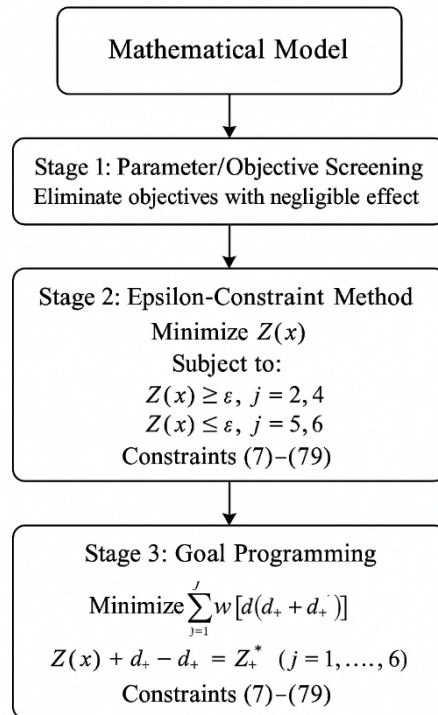 Mathematical Model
Stage 1: Parameter/Objective Screening
Eliminate objectives with negligible effect
Stage 2: Epsilon-Constraint Method
Minimize Z(x)
Subject to:
Z(x) ≥ ε, j = 2, 4
Z(x) ≤ ε, j = 5, 6
Constraints (7)–(79)
Stage 3: Goal Programming
Minimize ∑_{j=1}^{J} w[d(d₊ + d₊˙)]
Z(x) + d₊ − d₊ = Z₊* (j = 1, ...., 6)
Constraints (7)–(79)